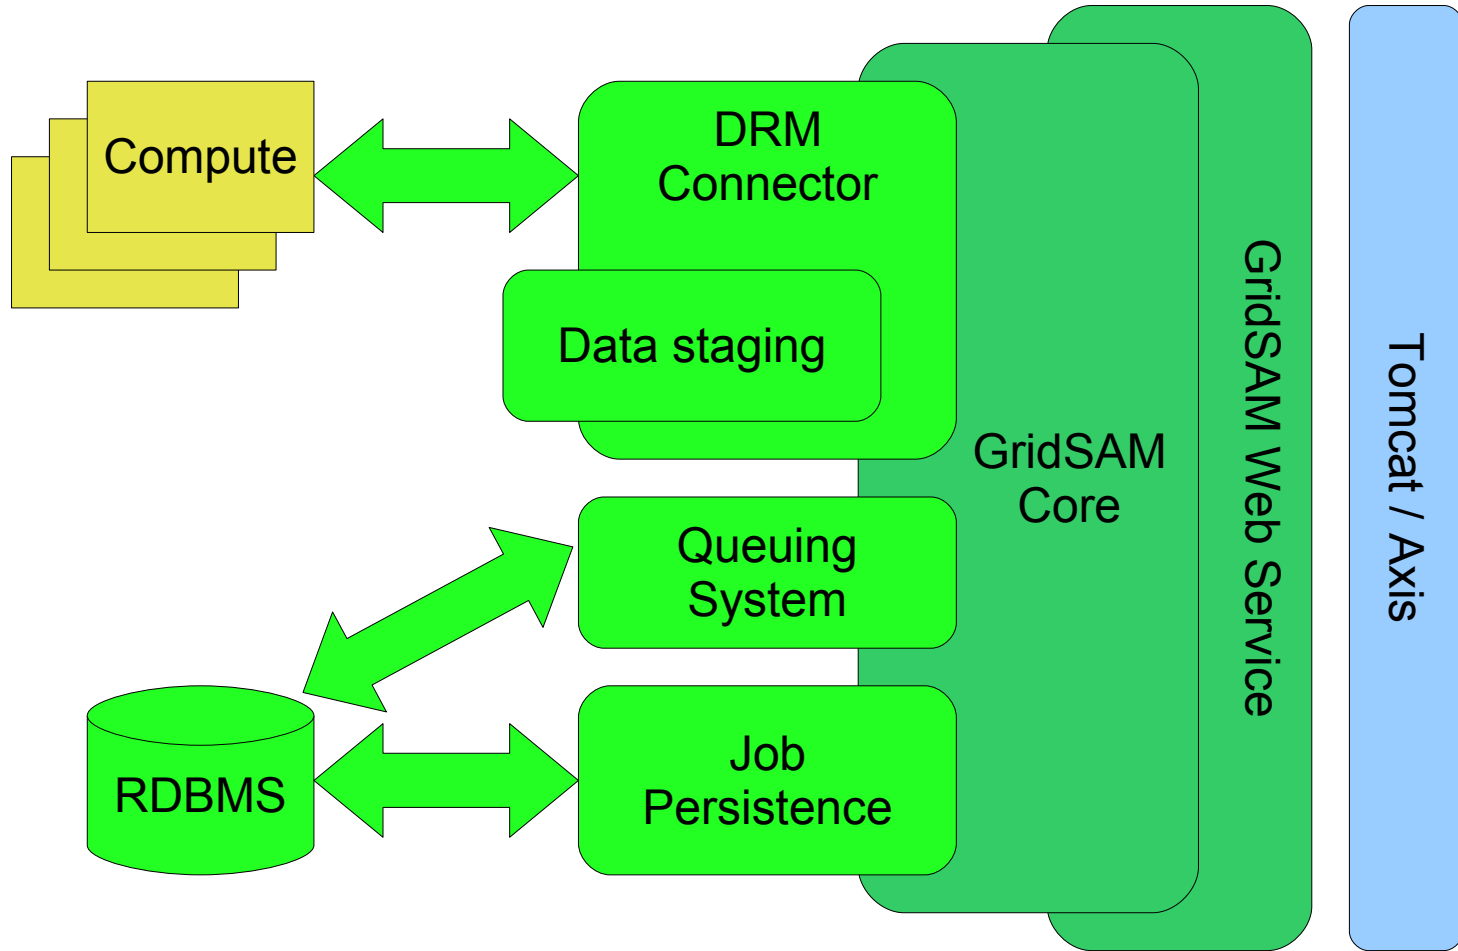 Compute
DRM
Connector
Data staging
GridSAM
Core
Queuing
System
RDBMS
Job
Persistence
GridSAM Web Service
Tomcat / Axis